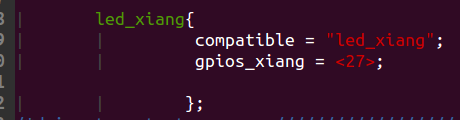 led_xiang{
compatible = "led_xiang";
gpios_xiang = <27>;
};